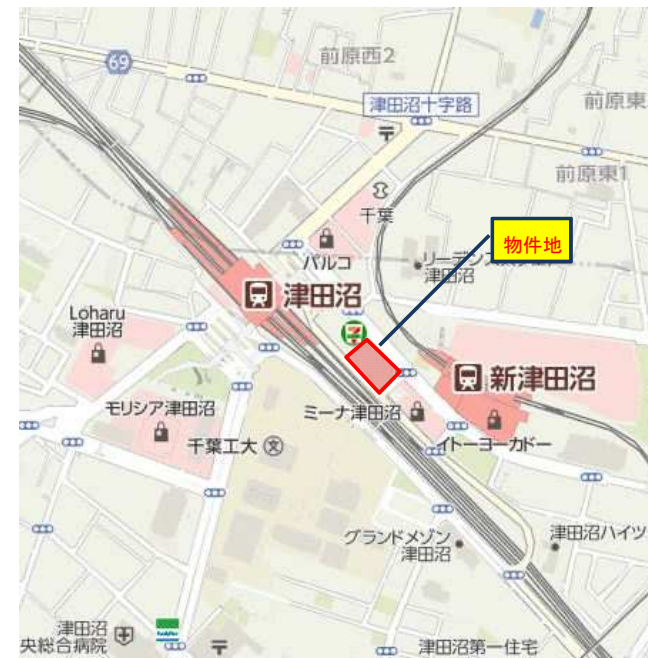 69
前原西2
津田沼十字路
前原東
前原東1
千葉
物件地
パルコ
津田沼
津田沼
Loharu
津田沼
新津田沼
モリシア津田沼
ミーナ津田沼
千葉工大
文
イトーヨーカドー
グランドメゾン
津田沼
津田沼ハイツ
津田沼
央総合病院
FamilyMart
津田沼第一住宅